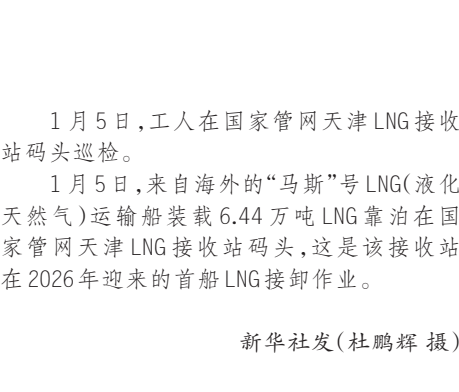 1月5日,工人在国家管网天津LNG接收
站码头巡检。
1月5日,来自海外的“马斯”号LNG(液化
天然气)运输船装载6.44万吨LNG靠泊在国
家管网天津LNG接收站码头,这是该接收站
在2026年迎来的首船LNG接卸作业。
新华社发(杜鹏辉 摄)